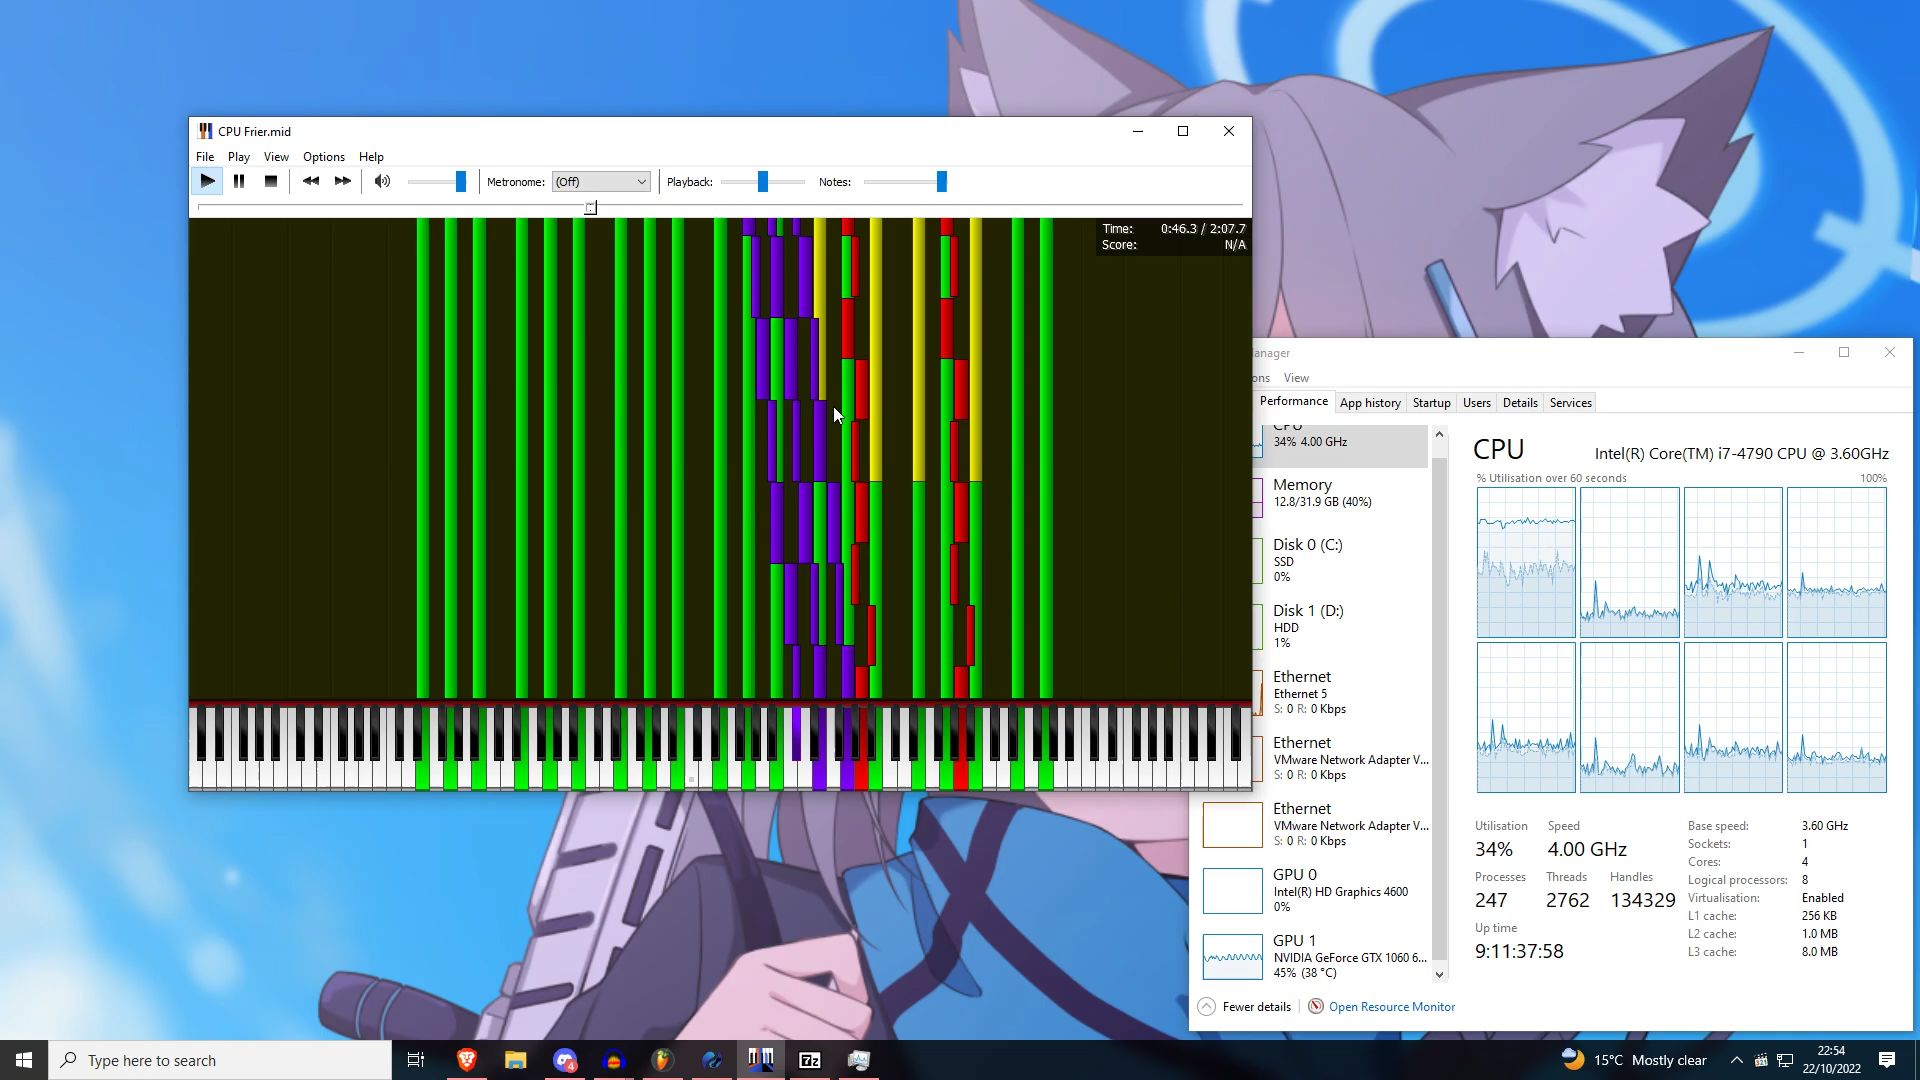 CPU Frier.mid
File Play View Options Help
Metronome: (Off) Playback: Notes:
Time: 0:46.3 / 2:07.7
Score: N/A
anager
ons View
Performance App history Startup Users Details Services
CPU
34% 4.00 GHz
Memory
12.8/31.9 GB (40%)
Disk 0 (C:)
SSD
0%
Disk 1 (D:)
HDD
1%
Ethernet
Ethernet 5
S: 0 R: 0 Kbps
Ethernet
VMware Network Adapter V...
S: 0 R: 0 Kbps
Ethernet
VMware Network Adapter V...
S: 0 R: 0 Kbps
GPU 0
Intel(R) HD Graphics 4600
0%
GPU 1
NVIDIA GeForce GTX 1060 6...
45% (38 °C)
CPU Intel(R) Core(TM) i7-4790 CPU @ 3.60GHz
% Utilisation over 60 seconds 100%
Utilisation Speed
34% 4.00 GHz
Processes Threads Handles
247 2762 134329
Up time
9:11:37:58
Base speed: 3.60 GHz
Sockets: 1
Cores: 4
Logical processors: 8
Virtualisation: Enabled
L1 cache: 256 KB
L2 cache: 1.0 MB
L3 cache: 8.0 MB
Fewer details Open Resource Monitor
Type here to search
4
7z
15°C Mostly clear
22:54
22/10/2022